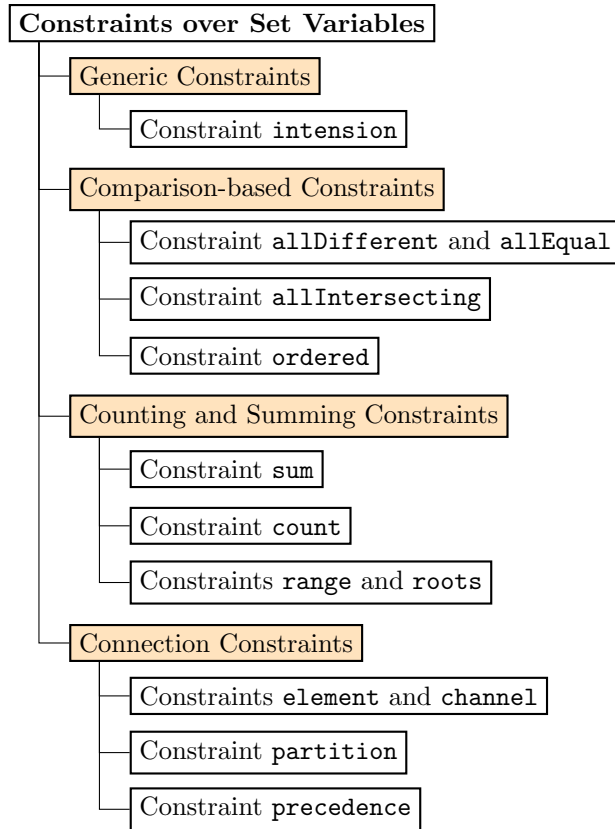 Constraints over Set Variables
Generic Constraints
Constraint intension
Comparison-based Constraints
Constraint allDifferent and allEqual
Constraint allIntersecting
Constraint ordered
Counting and Summing Constraints
Constraint sum
Constraint count
Constraints range and roots
Connection Constraints
Constraints element and channel
Constraint partition
Constraint precedence